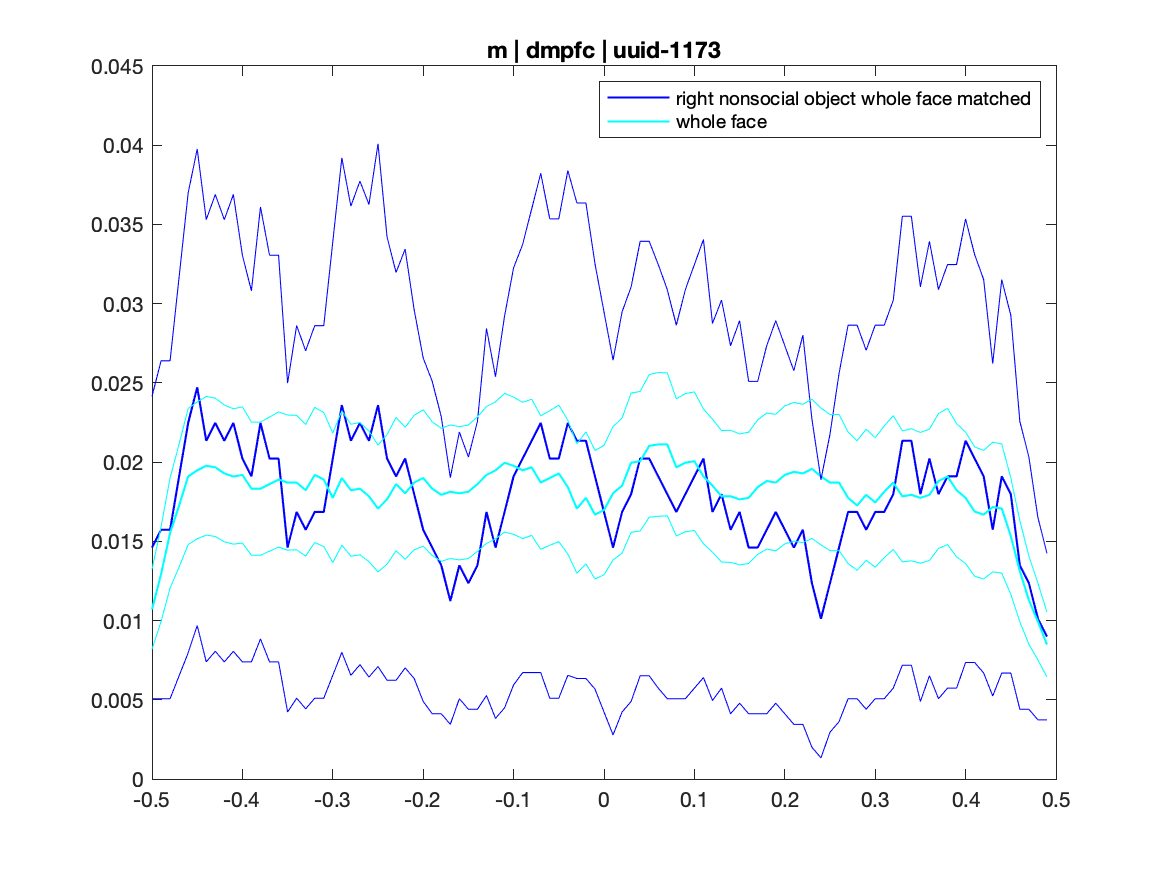 m | dmpfc | uuid-1173
0.045
0.04
0.035
0.03
0.025
0.02
0.015
0.01
0.005
0
right nonsocial object whole face matched
whole face
-0.5 -0.4 -0.3 -0.2 -0.1 0 0.1 0.2 0.3 0.4 0.5